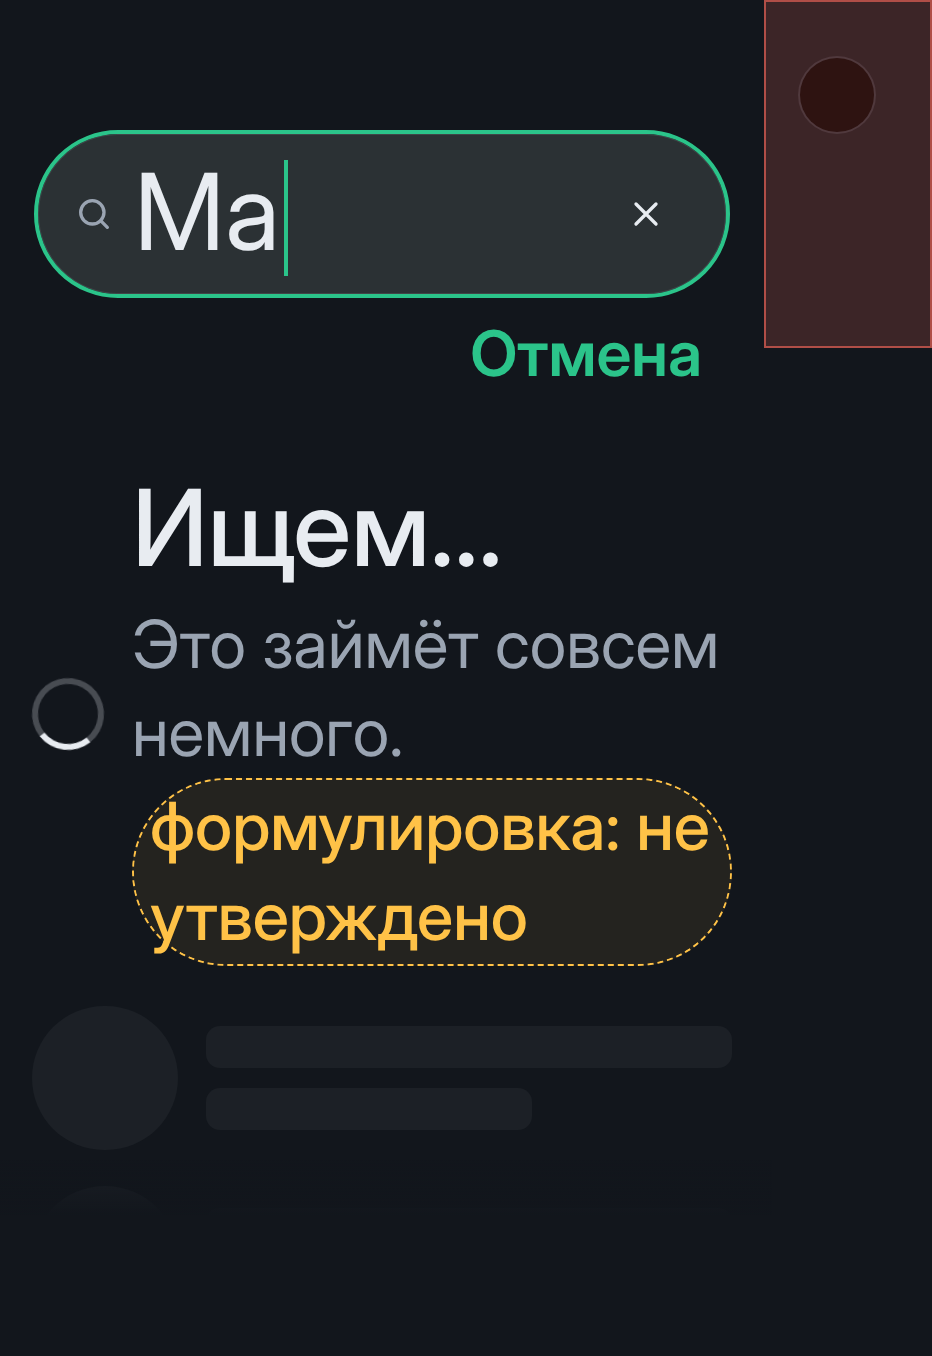 Ма
Отмена
Ищем...
Это займёт совсем
немного.
формулировка: не
утверждено